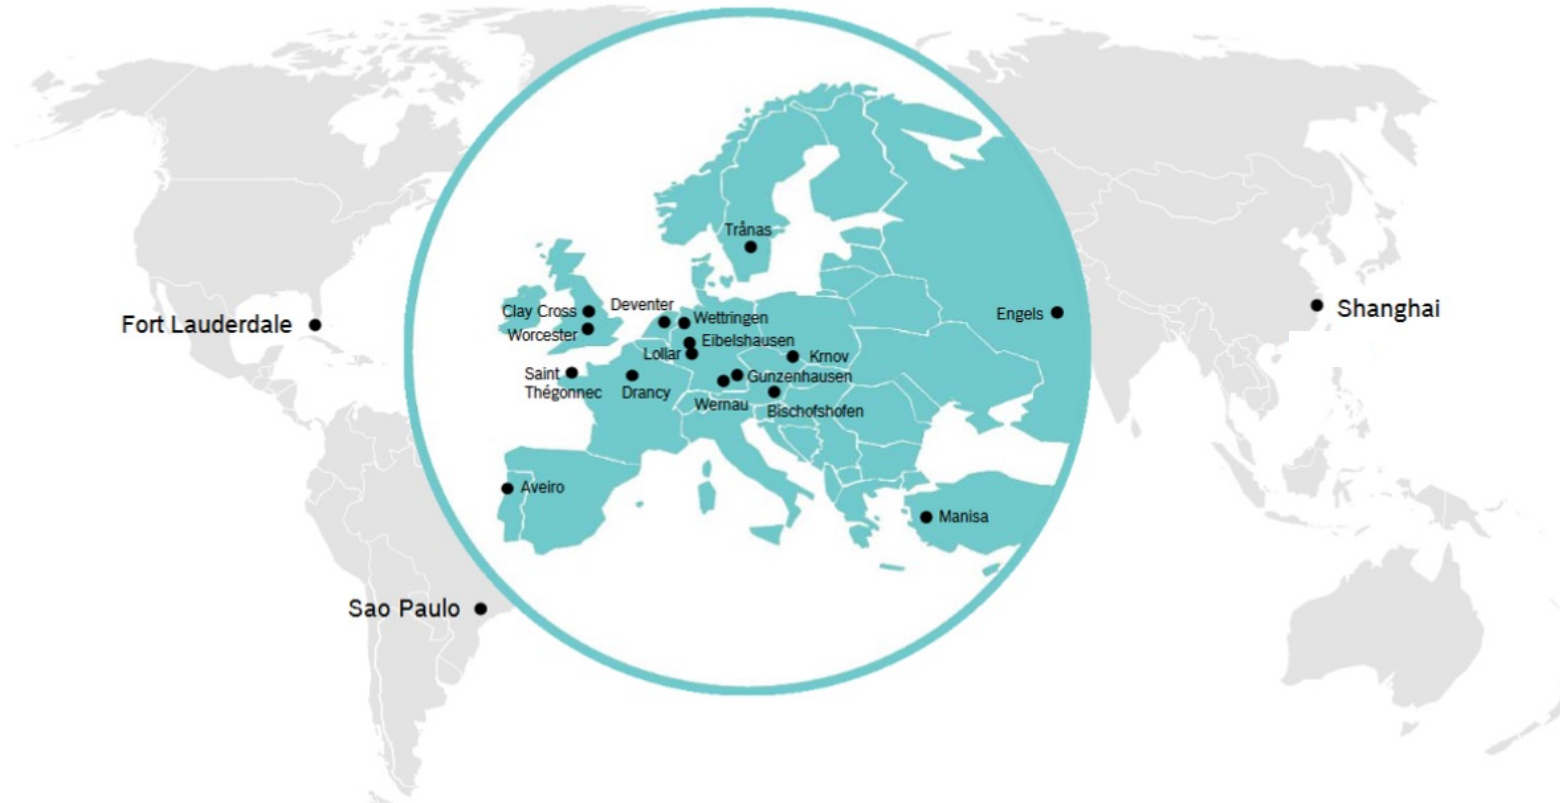 Trånas
Clay Cross
Deventer
Worcester
Wettringen
Engels
Shanghai
Fort Lauderdale
Eibelshausen
Lollar
Krnov
Saint
Thégonnec
Drancy
Gunzenhausen
Wernau
Bischofshofen
Aveiro
Manisa
Sao Paulo